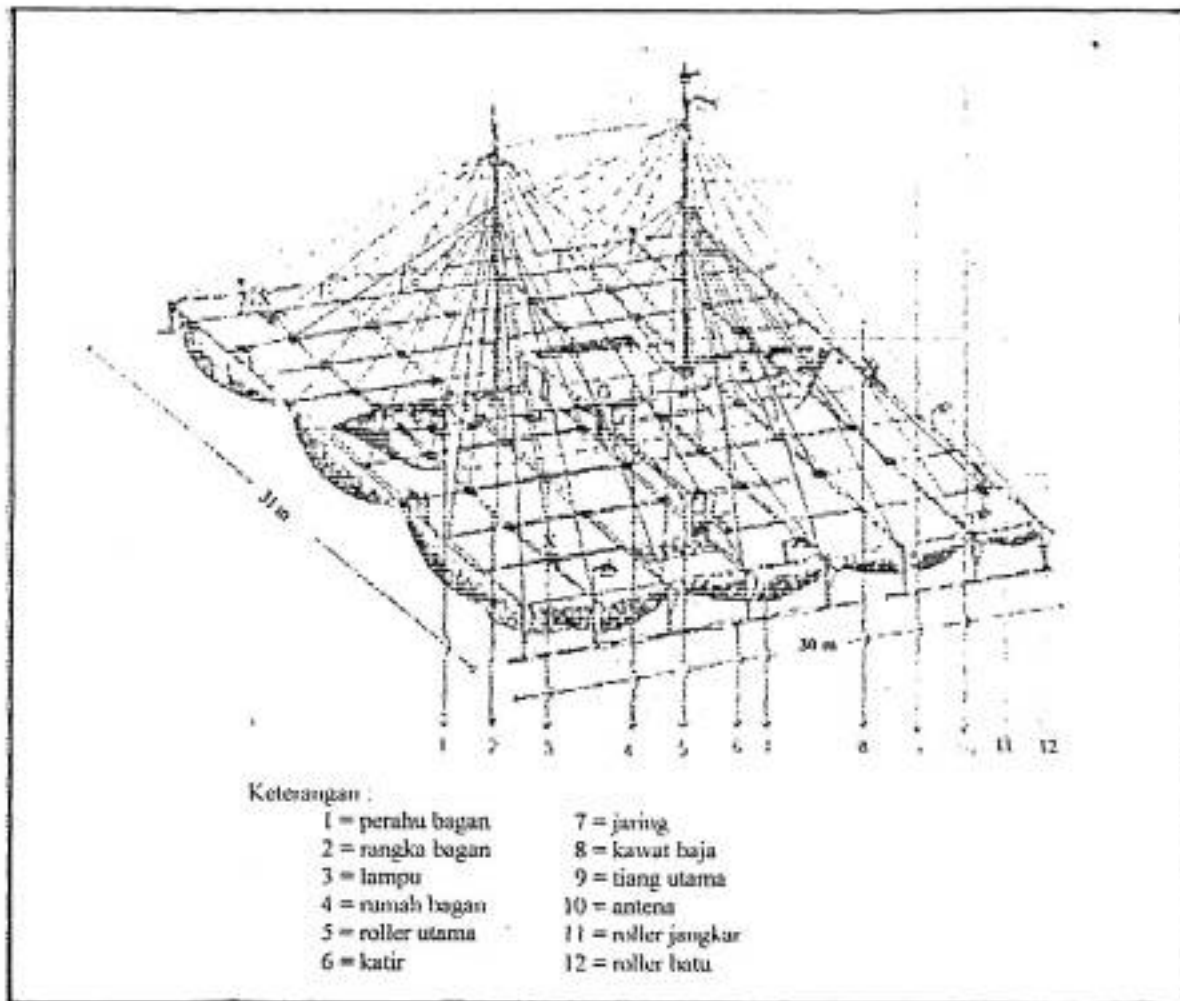 31 m
30 m
1 2 3 4 5 6 8 11 12
Keterangan :
1 = perahu bagan 7 = jaring
2 = rangka bagan 8 = kawat baja
3 = lampu 9 = tiang utama
4 = rumah bagan 10 = antena
5 = roller utama 11 = roller jangkar
6 = katir 12 = roller batu